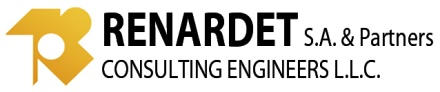 RENARDET S.A. & Partners
CONSULTING ENGINEERS L.L.C.